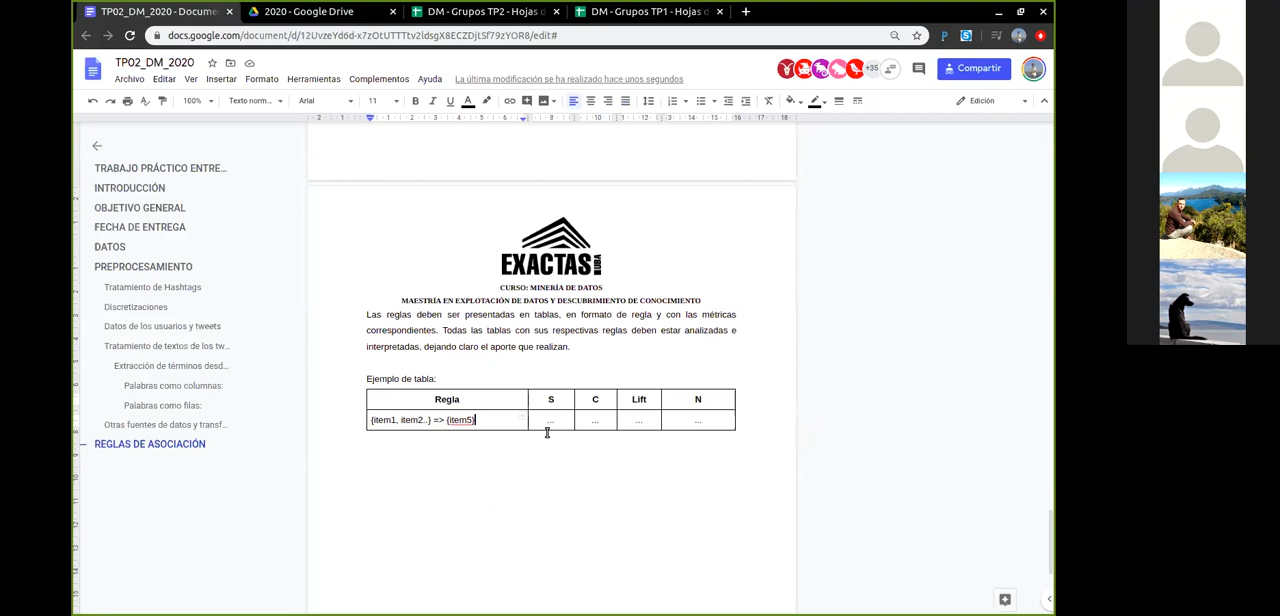 TP02_DM_2020 - Docume
2020 - Google Drive
DM - Grupos TP2 - Hojas d
DM - Grupos TP1 - Hojas d
docs.google.com/document/d/12UvzeYd6d-x7zOtUTTTtv2ldsgX8ECZDjtSf79zYOR8/edit#
TP02_DM_2020
Archivo Editar Ver Insertar Formato Herramientas Complementos Ayuda La última modificación se ha realizado hace unos segundos
+35
Compartir
100% Texto norm... Arial 11 Edición
TRABAJO PRÁCTICO ENTRE...
INTRODUCCIÓN
OBJETIVO GENERAL
FECHA DE ENTREGA
DATOS
PREPROCESAMIENTO
Tratamiento de Hashtags
Discretizaciones
Datos de los usuarios y tweets
Tratamiento de textos de los tw...
Extracción de términos desd...
Palabras como columnas:
Palabras como filas:
Otras fuentes de datos y transf...
REGLAS DE ASOCIACIÓN
EXACTAS UBA
CURSO: MINERÍA DE DATOS
MAESTRÍA EN EXPLOTACIÓN DE DATOS Y DESCUBRIMIENTO DE CONOCIMIENTO
Las reglas deben ser presentadas en tablas, en formato de regla y con las métricas
correspondientes. Todas las tablas con sus respectivas reglas deben estar analizadas e
interpretadas, dejando claro el aporte que realizan.
Ejemplo de tabla:
Regla S C Lift N
{item1, item2..} => {item5} ... ... ... ...